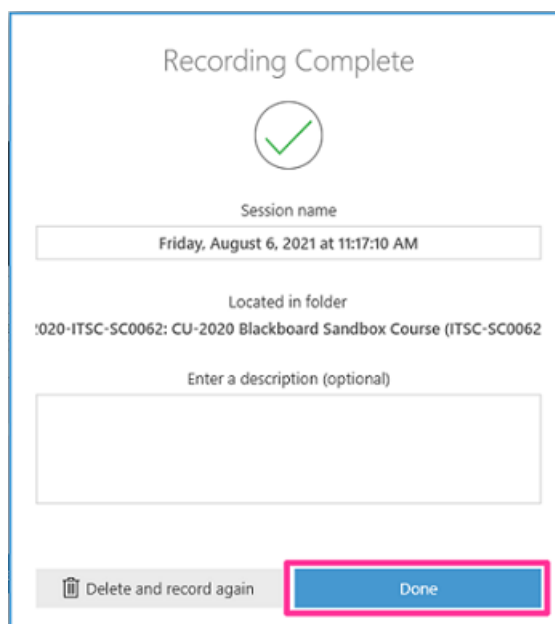 Recording Complete
Session name
Friday, August 6, 2021 at 11:17:10 AM
Located in folder
2020-ITSC-SC0062: CU-2020 Blackboard Sandbox Course (ITSC-SC0062
Enter a description (optional)
Delete and record again
Done